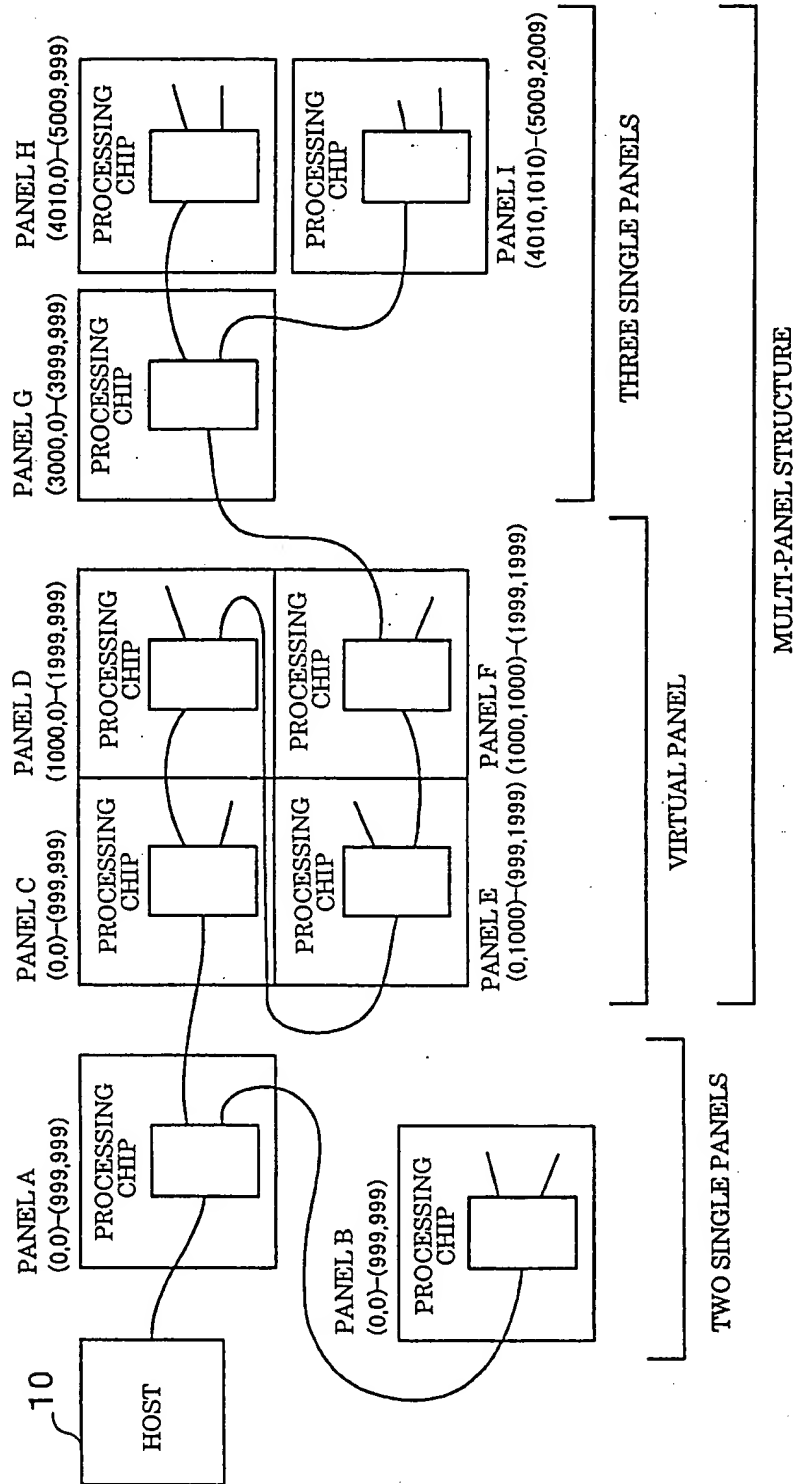 10
HOST
PANEL A
(0,0)–(999,999)
PROCESSING
CHIP
PANEL B
(0,0)–(999,999)
PROCESSING
CHIP
TWO SINGLE PANELS
PANEL C
(0,0)–(999,999)
PROCESSING
CHIP
PANEL D
(1000,0)–(1999,999)
PROCESSING
CHIP
PROCESSING
CHIP
PANEL E
(0,1000)–(999,1999)
PROCESSING
CHIP
PANEL F
(1000,1000)–(1999,1999)
VIRTUAL PANEL
PANEL G
(3000,0)–(3999,999)
PROCESSING
CHIP
PANEL H
(4010,0)–(5009,999)
PROCESSING
CHIP
PROCESSING
CHIP
PANEL I
(4010,1010)–(5009,2009)
THREE SINGLE PANELS
MULTI-PANEL STRUCTURE